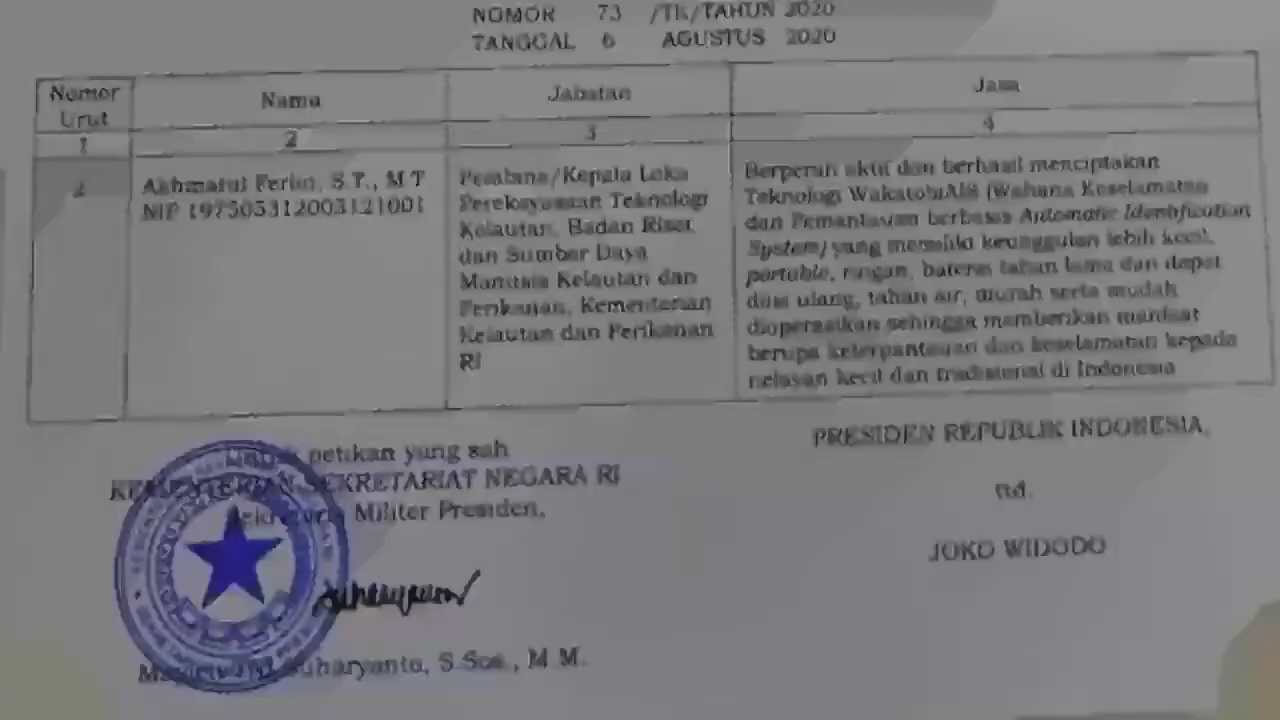 NOMOR 73 /TK/TAHUN 2020
TANGGAL 6 AGUSTUS 2020
Nomor Urut
Nama
Jabatan
Jasa
1
2
3
4
2
Akhmatul Ferlin, S.T., M.T
NIP 197505312003121001
Pembina/Kepala Loka
Perekayasaan Teknologi
Kelautan, Badan Riset
dan Sumber Daya
Manusia Kelautan dan
Perikanan, Kementerian
Kelautan dan Perikanan
RI
Berperan aktif dan berhasil menciptakan
Teknologi WakatobiAIS (Wahana Keselamatan
dan Pemantauan berbasis Automatic Identification
System) yang memiliki keunggulan lebih kecil,
portable, ringan, baterai tahan lama dan dapat
diisi ulang, tahan air, murah serta mudah
dioperasikan sehingga memberikan manfaat
berupa keterpantauan dan keselamatan kepada
nelayan kecil dan tradisional di Indonesia
petikan yang sah
KEMENTERIAN SEKRETARIAT NEGARA RI
Sekretaris Militer Presiden,
Suharyanto, S.Sos., M.M.
PRESIDEN REPUBLIK INDONESIA,
ttd.
JOKO WIDODO